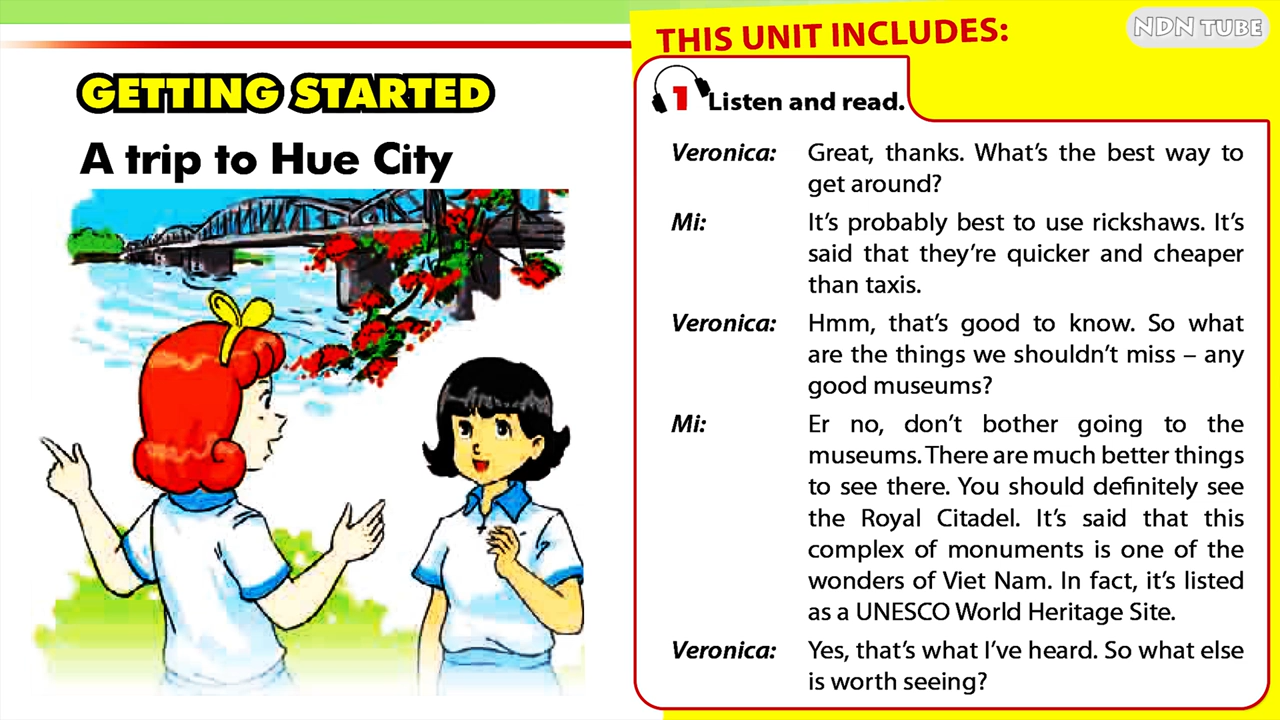 GETTING STARTED
A trip to Hue City
THIS UNIT INCLUDES:
NDN TUBE
1 Listen and read.
Veronica: Great, thanks. What's the best way to
get around?
Mi: It's probably best to use rickshaws. It's
said that they're quicker and cheaper
than taxis.
Veronica: Hmm, that's good to know. So what
are the things we shouldn't miss – any
good museums?
Mi: Er no, don't bother going to the
museums. There are much better things
to see there. You should definitely see
the Royal Citadel. It's said that this
complex of monuments is one of the
wonders of Viet Nam. In fact, it's listed
as a UNESCO World Heritage Site.
Veronica: Yes, that's what I've heard. So what else
is worth seeing?